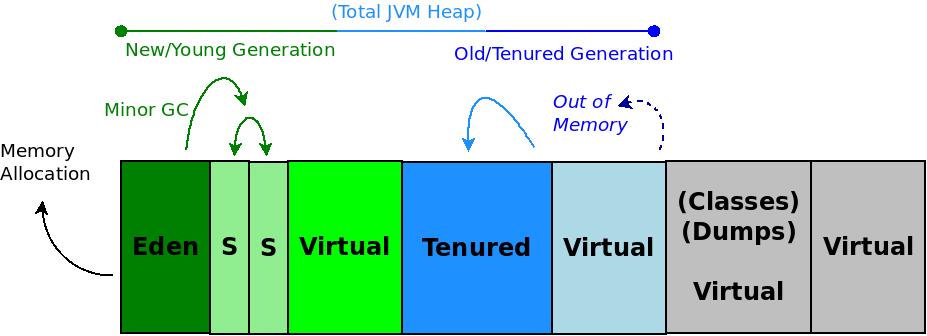 (Total JVM Heap)
New/Young Generation
Old/Tenured Generation
Minor GC
Out of
Memory
Memory
Allocation
Eden
S
S
Virtual
Tenured
Virtual
(Classes)
(Dumps)
Virtual
Virtual